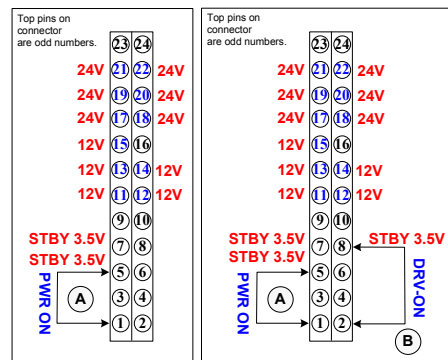 Top pins on
connector
are odd numbers.
23 24
24V 21 22 24V
24V 19 20 24V
24V 17 18 24V
12V 15 16
12V 13 14 12V
12V 11 12 12V
9 10
STBY 3.5V 7 8
STBY 3.5V
5 6
PWR ON
A
3 4
1 2
Top pins on
connector
are odd numbers.
23 24
24V 21 22 24V
24V 19 20 24V
24V 17 18 24V
12V 15 16
12V 13 14 12V
12V 11 12 12V
9 10
STBY 3.5V 7 8 STBY 3.5V
STBY 3.5V
5 6
PWR ON
A
3 4
DRV-ON
1 2
B